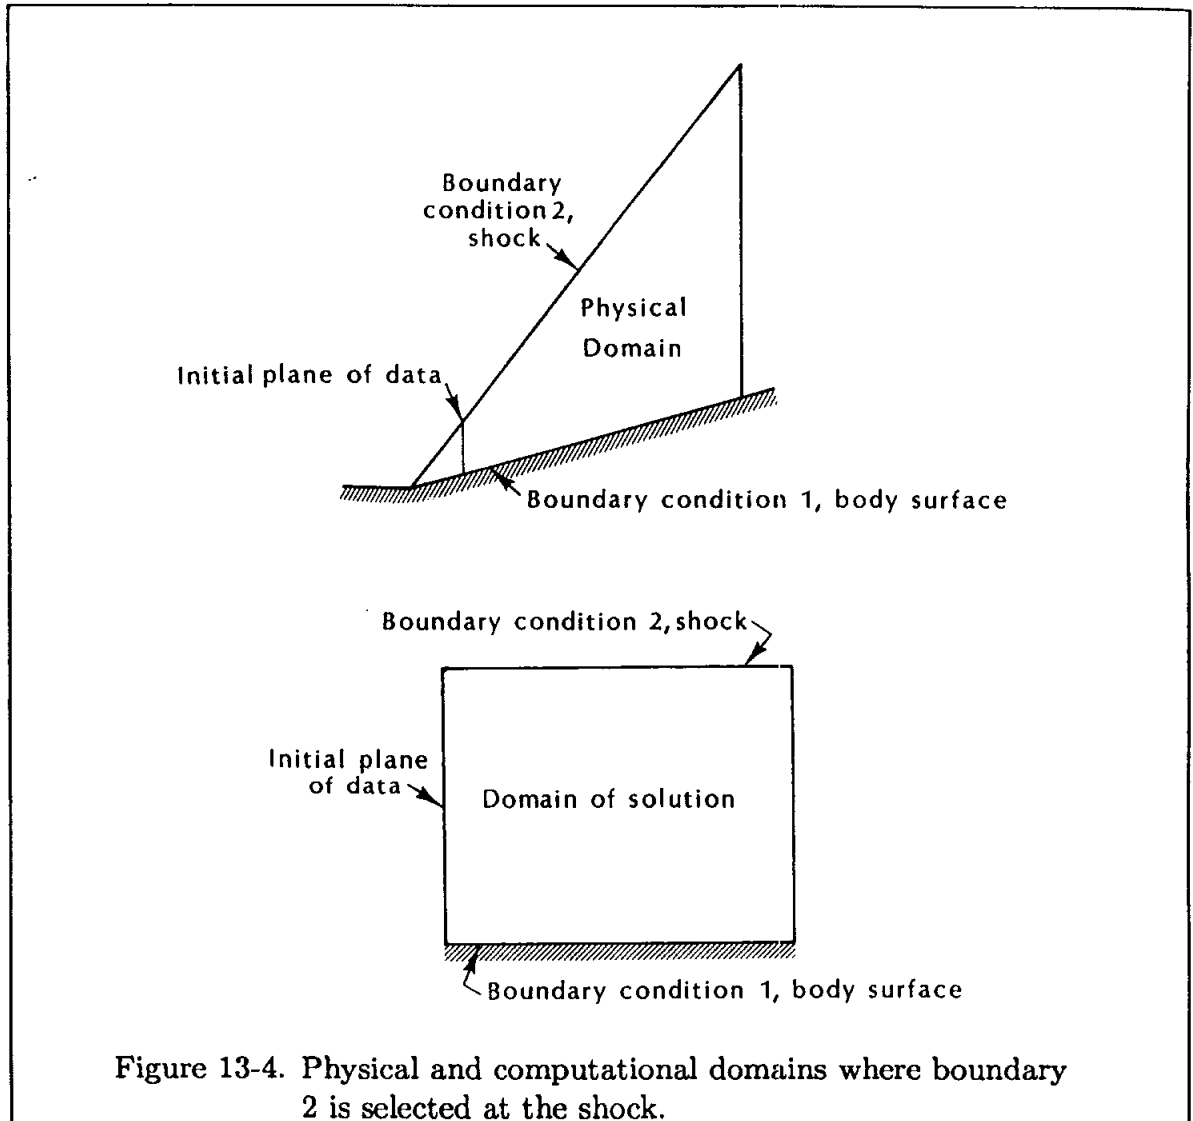 Boundary
condition 2,
shock
Physical
Domain
Initial plane of data
Boundary condition 1, body surface
Boundary condition 2, shock
Initial plane
of data
Domain of solution
Boundary condition 1, body surface
Figure 13-4. Physical and computational domains where boundary
2 is selected at the shock.